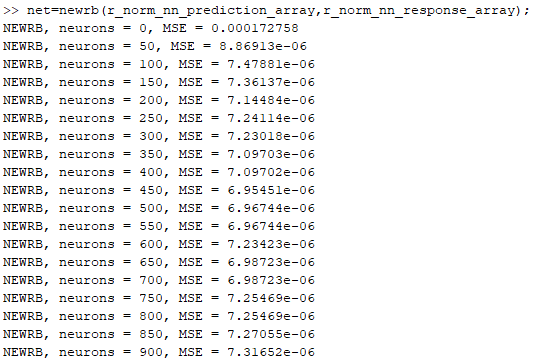 >> net=newrb(r_norm_nn_prediction_array,r_norm_nn_response_array);
NEWRB, neurons = 0, MSE = 0.000172758
NEWRB, neurons = 50, MSE = 8.86913e-06
NEWRB, neurons = 100, MSE = 7.47881e-06
NEWRB, neurons = 150, MSE = 7.36137e-06
NEWRB, neurons = 200, MSE = 7.14484e-06
NEWRB, neurons = 250, MSE = 7.24114e-06
NEWRB, neurons = 300, MSE = 7.23018e-06
NEWRB, neurons = 350, MSE = 7.09703e-06
NEWRB, neurons = 400, MSE = 7.09702e-06
NEWRB, neurons = 450, MSE = 6.95451e-06
NEWRB, neurons = 500, MSE = 6.96744e-06
NEWRB, neurons = 550, MSE = 6.96744e-06
NEWRB, neurons = 600, MSE = 7.23423e-06
NEWRB, neurons = 650, MSE = 6.98723e-06
NEWRB, neurons = 700, MSE = 6.98723e-06
NEWRB, neurons = 750, MSE = 7.25469e-06
NEWRB, neurons = 800, MSE = 7.25469e-06
NEWRB, neurons = 850, MSE = 7.27055e-06
NEWRB, neurons = 900, MSE = 7.31652e-06